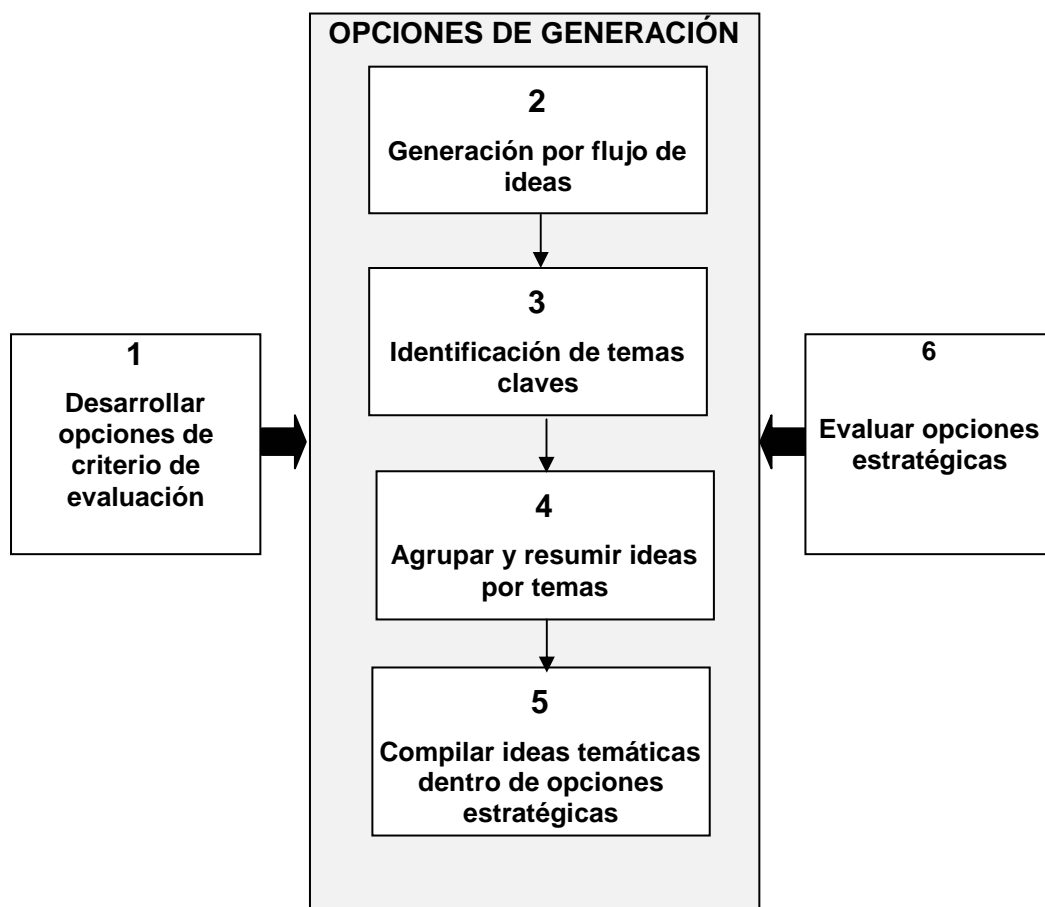 OPCIONES DE GENERACIÓN
1
Desarrollar
opciones de
criterio de
evaluación
2
Generación por flujo de
ideas
3
Identificación de temas
claves
4
Agrupar y resumir ideas
por temas
5
Compilar ideas temáticas
dentro de opciones
estratégicas
6
Evaluar opciones
estratégicas